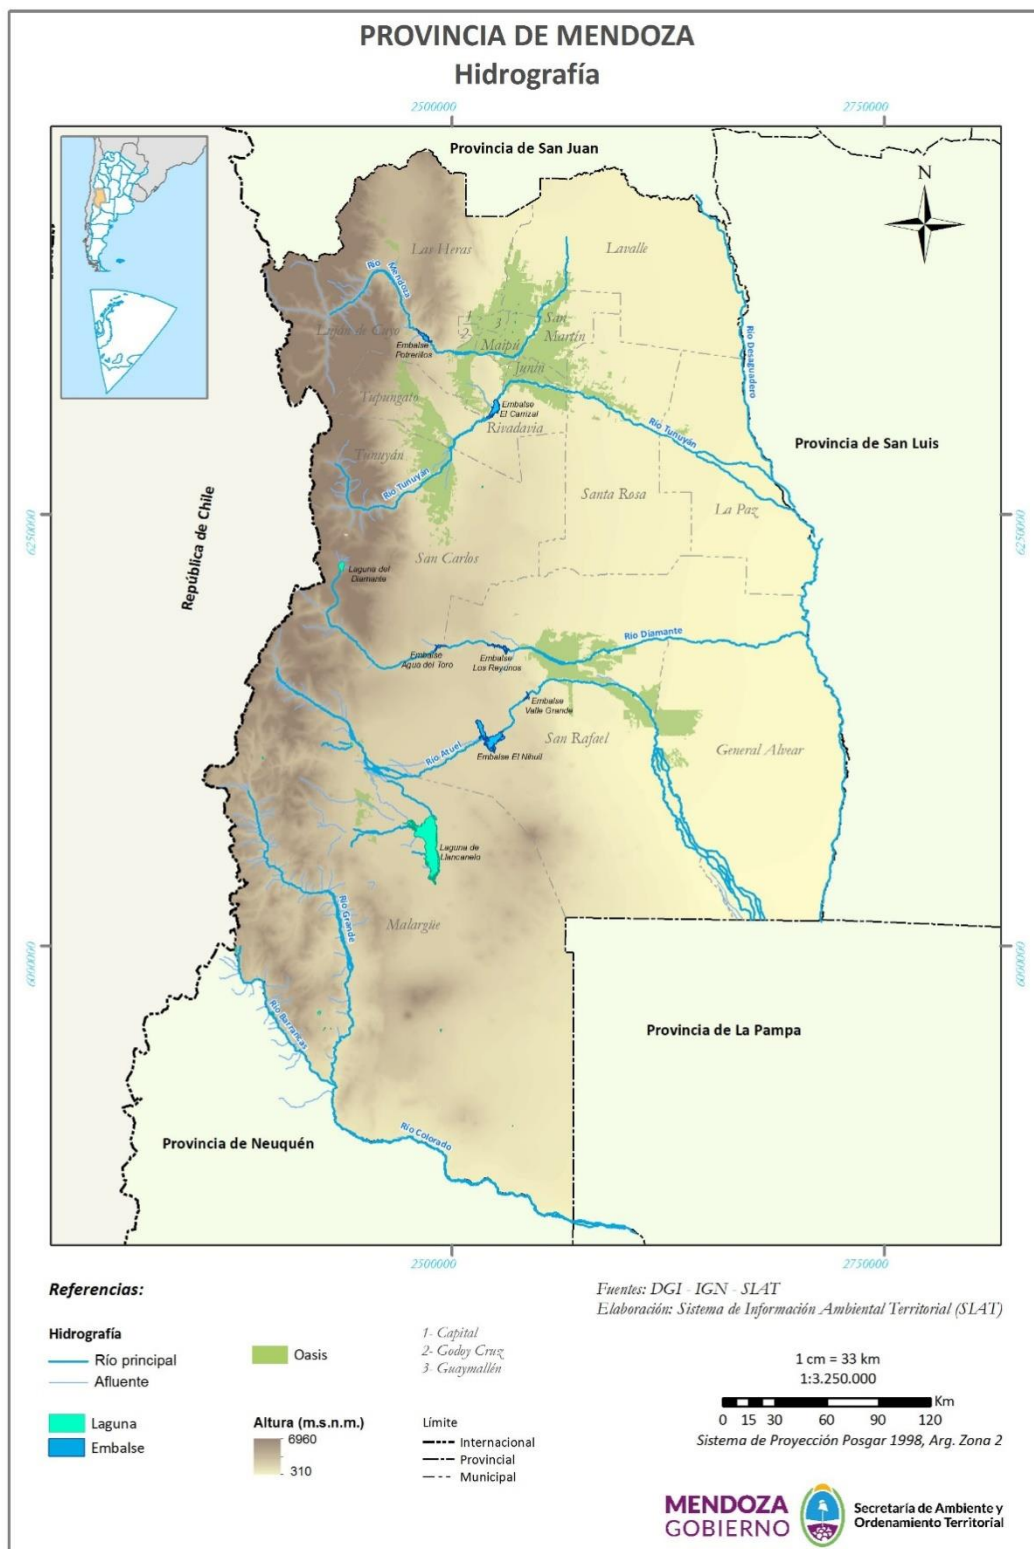 PROVINCIA DE MENDOZA
Hidrografía
2500000
2750000
Provincia de San Juan
N
Las Heras
Lavalle
Río
Mendoza
Luján de Cuyo
1
2
3
San
Martín
Maipú
Junín
Embalse
Potrerillos
Río Desaguadero
Tupungato
Embalse
El Carrizal
Rivadavia
Río Tunuyán
Provincia de San Luis
Tunuyán
Río Tunuyán
Santa Rosa
La Paz
6250000
6250000
República de Chile
San Carlos
Laguna del
Diamante
Río Diamante
Embalse
Agua del Toro
Embalse
Los Reyunos
Embalse
Valle Grande
San Rafael
Río Atuel
Embalse El Nihuil
General Alvear
Laguna de
Llancanelo
Río Grande
Malargüe
6000000
6000000
Río Barrancas
Provincia de La Pampa
Río Colorado
Provincia de Neuquén
2500000
2750000
Referencias:
Fuentes: DGI - IGN - SIAT
Elaboración: Sistema de Información Ambiental Territorial (SIAT)
Hidrografía
Río principal
Afluente
Laguna
Embalse
Oasis
Altura (m.s.n.m.)
6960
310
1- Capital
2- Godoy Cruz
3- Guaymallén
Límite
Internacional
Provincial
Municipal
1 cm = 33 km
1:3.250.000
Km
0 15 30 60 90 120
Sistema de Proyección Posgar 1998, Arg. Zona 2
MENDOZA
GOBIERNO
Secretaría de Ambiente y
Ordenamiento Territorial